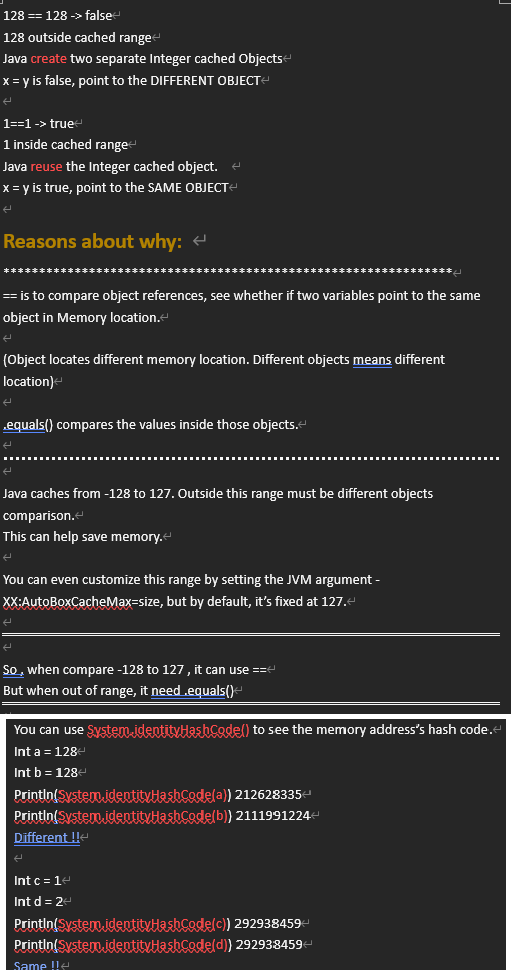 128 == 128 -> false
128 outside cached range
Java create two separate Integer cached Objects
x = y is false, point to the DIFFERENT OBJECT
1==1 -> true
1 inside cached range
Java reuse the Integer cached object.
x = y is true, point to the SAME OBJECT
Reasons about why:
****************************************************************
== is to compare object references, see whether if two variables point to the same
object in Memory location.
(Object locates different memory location. Different objects means different
location)
.equals() compares the values inside those objects.
Java caches from -128 to 127. Outside this range must be different objects
comparison.
This can help save memory.
You can even customize this range by setting the JVM argument -
XX:AutoBoxCacheMax=size, but by default, it’s fixed at 127.
So , when compare -128 to 127 , it can use ==
But when out of range, it need .equals()
You can use System.identityHashCode() to see the memory address’s hash code.
Int a = 128
Int b = 128
Println(System.identityHashCode(a)) 212628335
Println(System.identityHashCode(b)) 2111991224
Different !!
Int c = 1
Int d = 2
Println(System.identityHashCode(c)) 292938459
Println(System.identityHashCode(d)) 292938459
Same !!